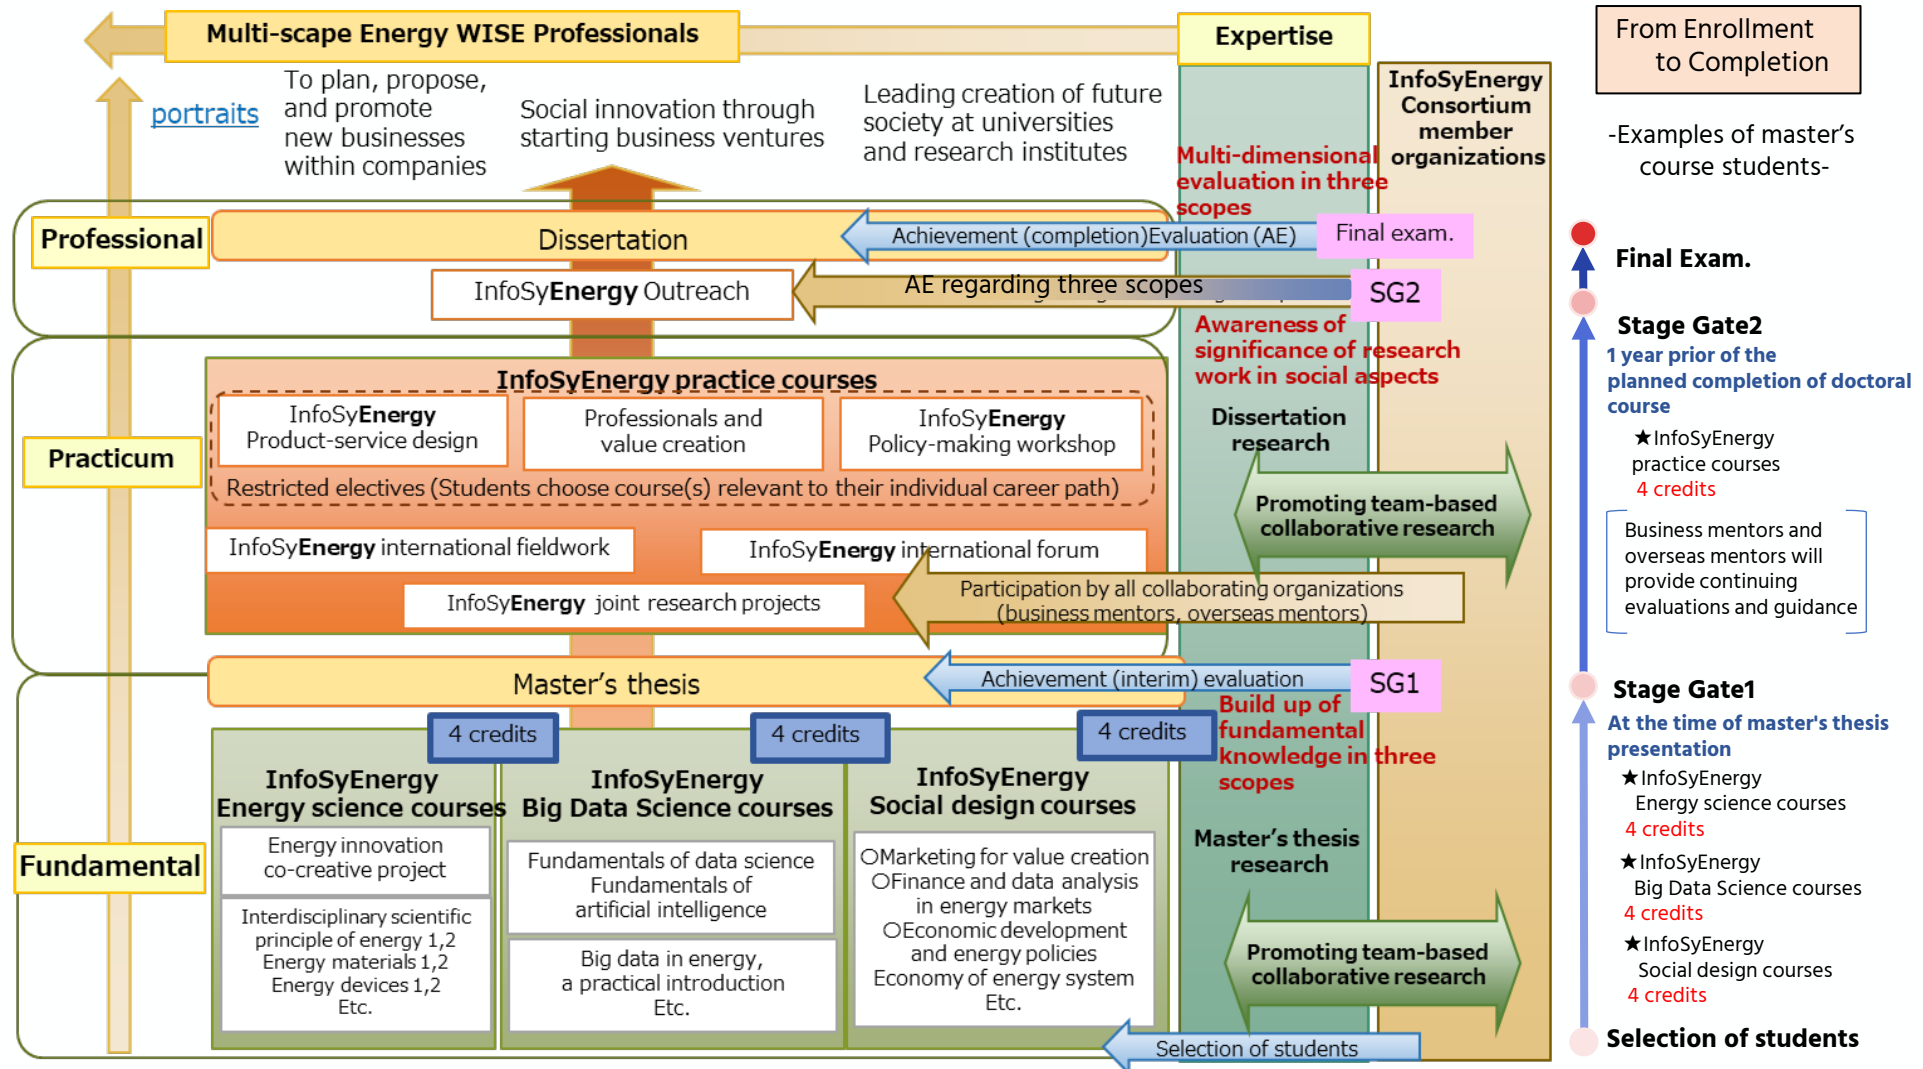 Multi-scape Energy WISE Professionals
Expertise
portraits
To plan, propose,
and promote
new businesses
within companies
Social innovation through
starting business ventures
Leading creation of future
society at universities
and research institutes
InfoSyEnergy
Consortium
member
organizations
Multi-dimensional
evaluation in three
scopes
Professional
Dissertation
Achievement (completion)Evaluation (AE)
Final exam.
InfoSyEnergy Outreach
AE regarding three scopes
SG2
Awareness of
significance of research
work in social aspects
Practicum
InfoSyEnergy practice courses
InfoSyEnergy
Product-service design
Professionals and
value creation
InfoSyEnergy
Policy-making workshop
Restricted electives (Students choose course(s) relevant to their individual career path)
InfoSyEnergy international fieldwork
InfoSyEnergy international forum
InfoSyEnergy joint research projects
Participation by all collaborating organizations
(business mentors, overseas mentors)
Dissertation
research
Promoting team-based
collaborative research
Master's thesis
Achievement (interim) evaluation
SG1
Build up of
fundamental
knowledge in three
scopes
Fundamental
4 credits
4 credits
4 credits
InfoSyEnergy
Energy science courses
Energy innovation
co-creative project
Interdisciplinary scientific
principle of energy 1,2
Energy materials 1,2
Energy devices 1,2
Etc.
InfoSyEnergy
Big Data Science courses
Fundamentals of data science
Fundamentals of
artificial intelligence
Big data in energy,
a practical introduction
Etc.
InfoSyEnergy
Social design courses
○Marketing for value creation
○Finance and data analysis
in energy markets
○Economic development
and energy policies
Economy of energy system
Etc.
Master's thesis
research
Promoting team-based
collaborative research
Selection of students
From Enrollment
to Completion
-Examples of master's
course students-
Final Exam.
Stage Gate2
1 year prior of the
planned completion of doctoral
course
★InfoSyEnergy
practice courses
4 credits
Business mentors and
overseas mentors will
provide continuing
evaluations and guidance
Stage Gate1
At the time of master's thesis
presentation
★InfoSyEnergy
Energy science courses
4 credits
★InfoSyEnergy
Big Data Science courses
4 credits
★InfoSyEnergy
Social design courses
4 credits
Selection of students